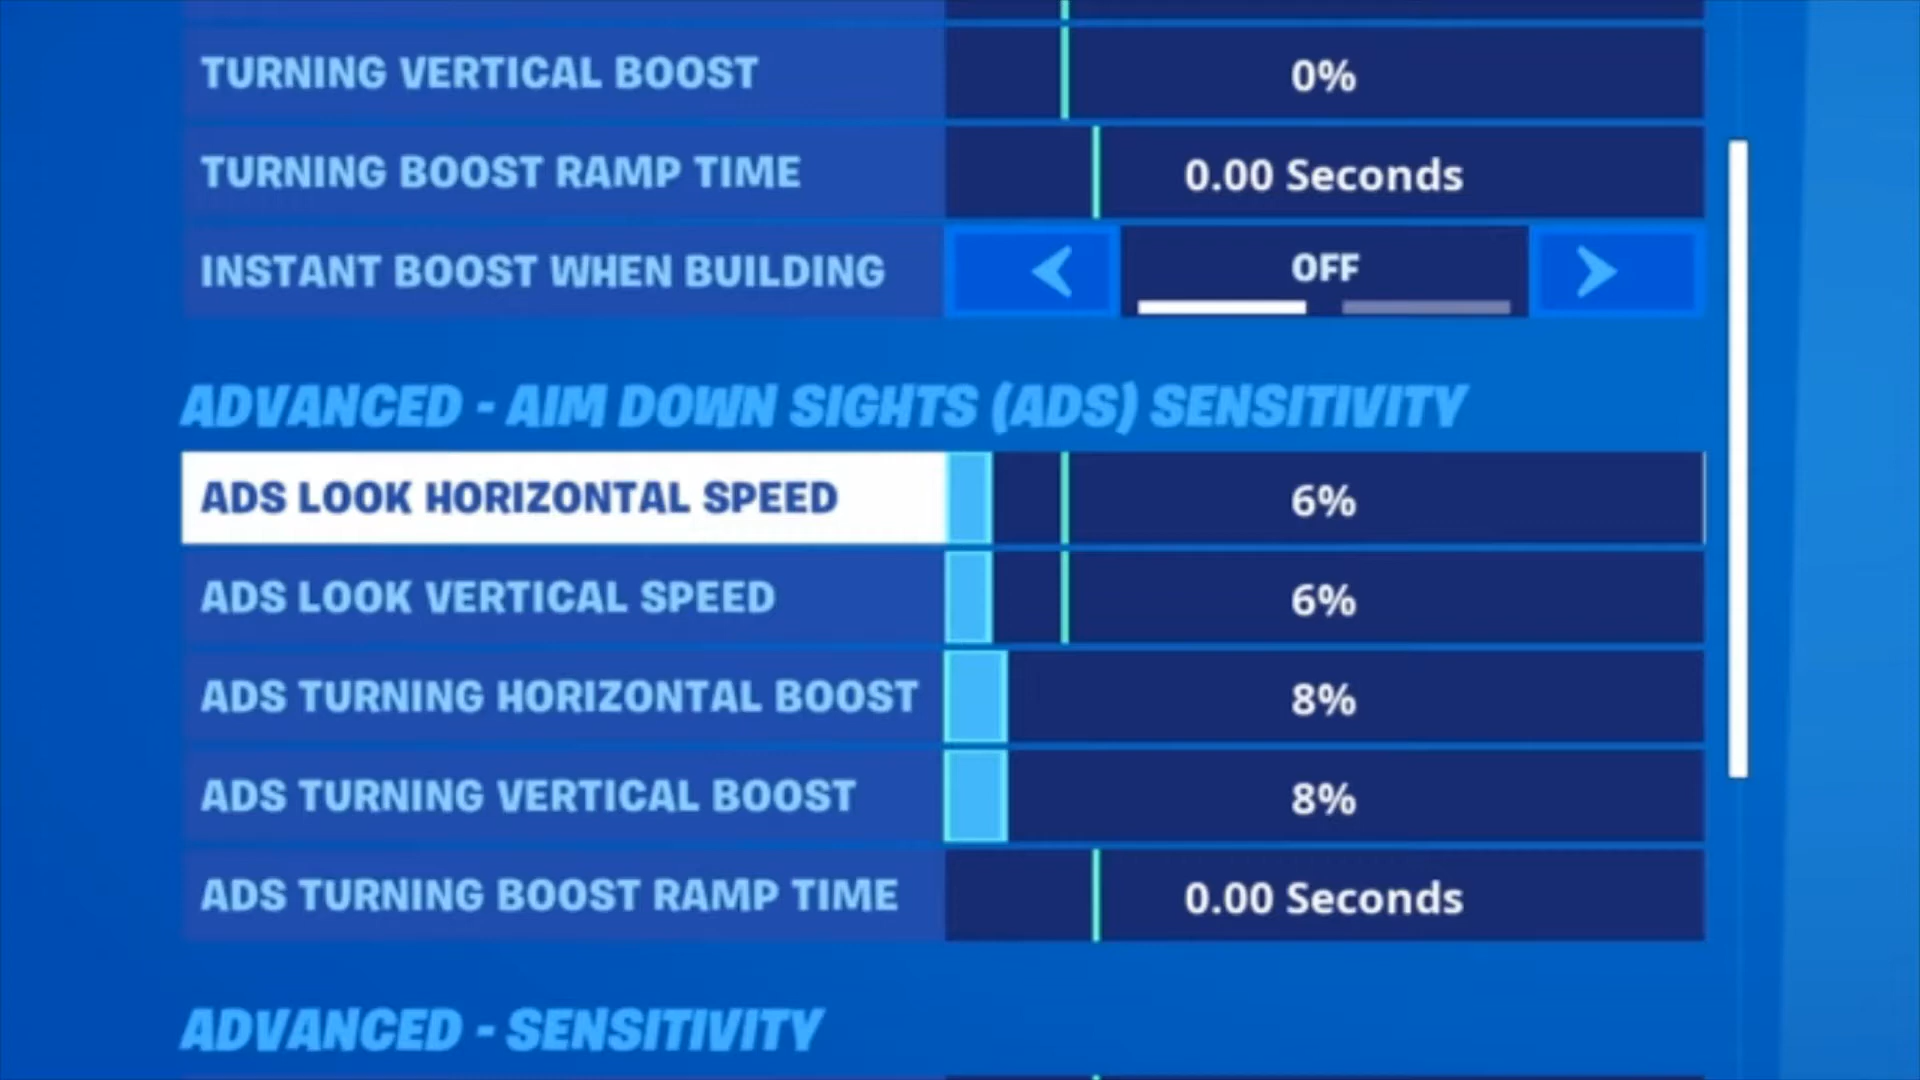 TURNING VERTICAL BOOST 0%
TURNING BOOST RAMP TIME 0.00 Seconds
INSTANT BOOST WHEN BUILDING OFF
ADVANCED - AIM DOWN SIGHTS (ADS) SENSITIVITY
ADS LOOK HORIZONTAL SPEED 6%
ADS LOOK VERTICAL SPEED 6%
ADS TURNING HORIZONTAL BOOST 8%
ADS TURNING VERTICAL BOOST 8%
ADS TURNING BOOST RAMP TIME 0.00 Seconds
ADVANCED - SENSITIVITY